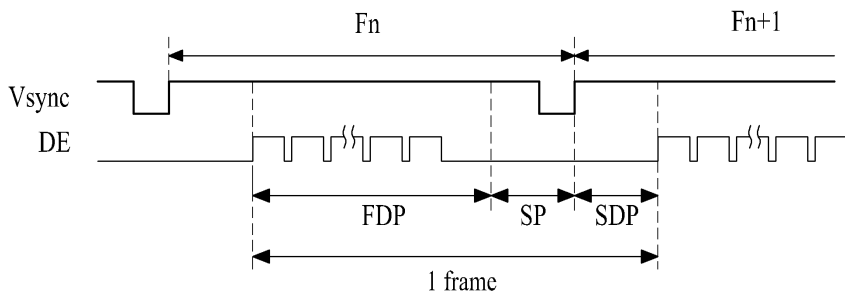 Fn
Fn+1
Vsync
DE
FDP
SP
SDP
1 frame